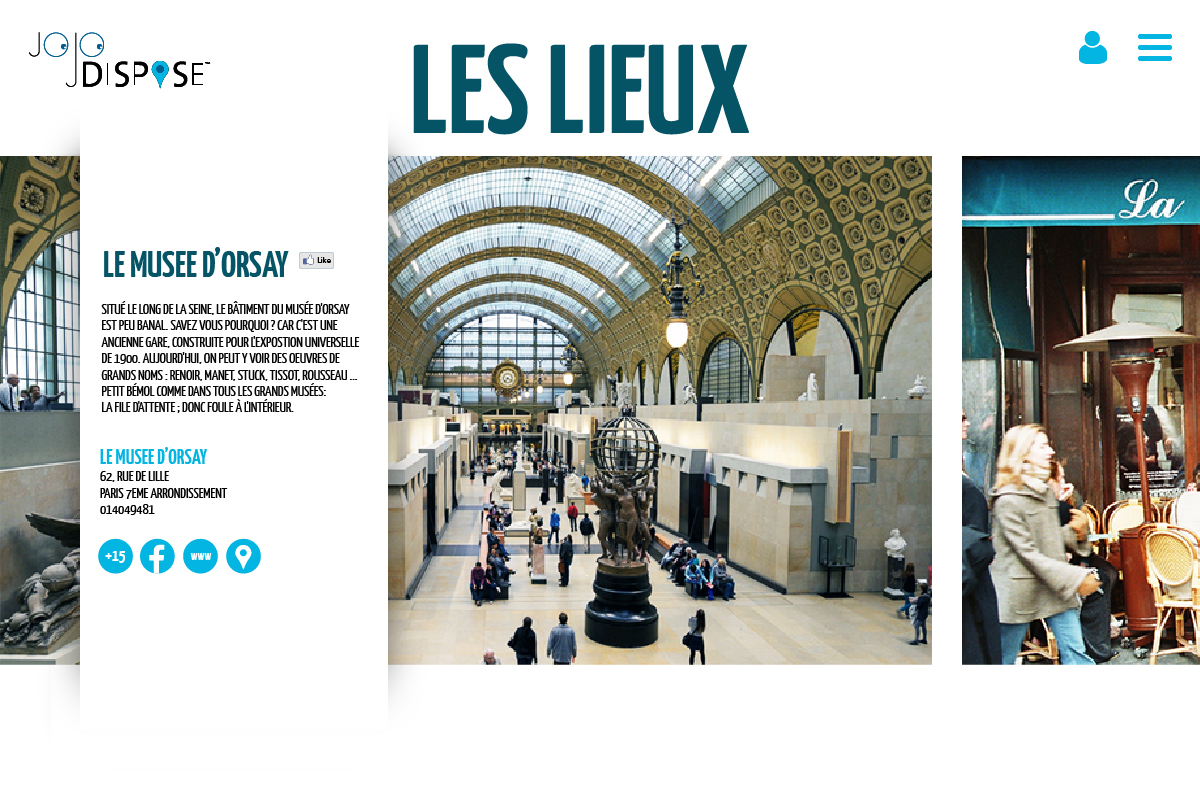 JOJO
DISPOSE™
LES LIEUX
La
LE MUSEE D'ORSAY
Like
SITUÉ LE LONG DE LA SEINE, LE BÂTIMENT DU MUSÉE D'ORSAY
EST PEU BANAL. SAVEZ VOUS POURQUOI ? CAR C'EST UNE
ANCIENNE GARE, CONSTRUITE POUR L'EXPOSTION UNIVERSELLE
DE 1900. AUJOURD'HUI, ON PEUT Y VOIR DES OEUVRES DE
GRANDS NOMS : RENOIR, MANET, STUCK, TISSOT, ROUSSEAU ...
PETIT BÉMOL COMME DANS TOUS LES GRANDS MUSÉES:
LA FILE D'ATTENTE ; DONC FOULE À L'INTÉRIEUR.
LE MUSEE D'ORSAY
62, RUE DE LILLE
PARIS 7EME ARRONDISSEMENT
014049481
+15
www